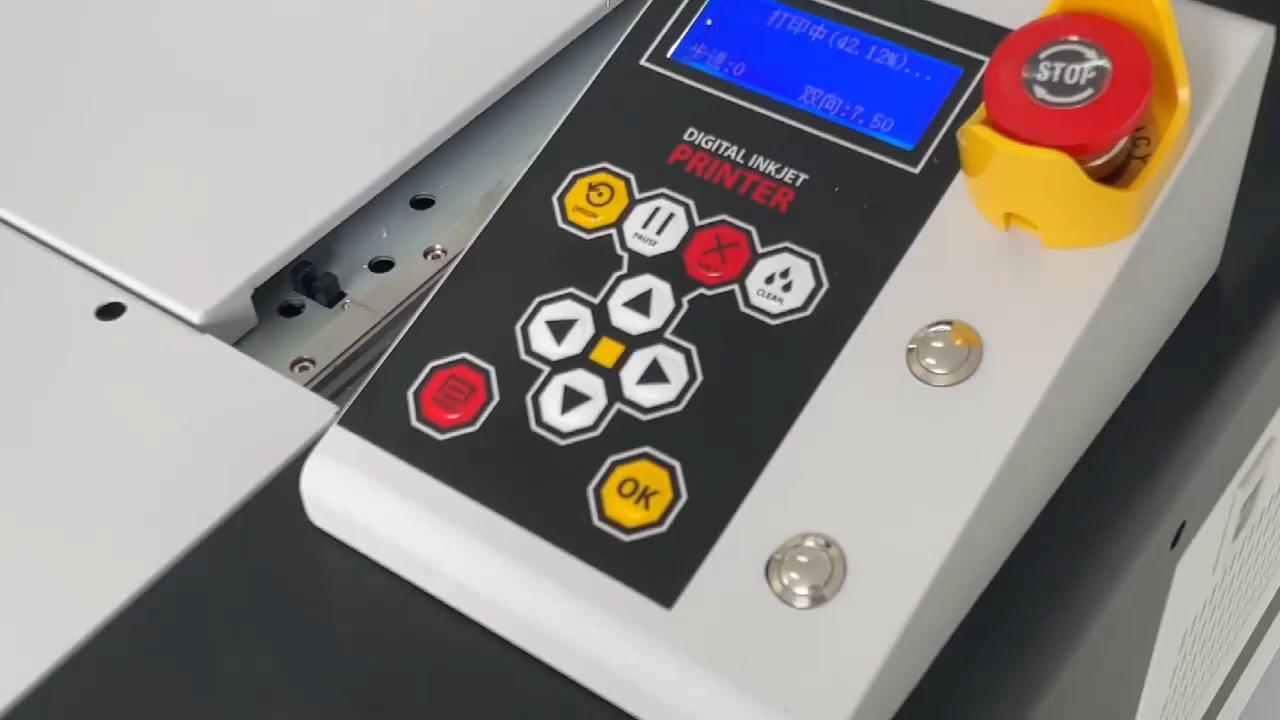 打印中(42.12%)...
步进:0
双向:7.50
STOP
DIGITAL INKJET
PRINTER
ORIGIN
PAUSE
CLEAN
OK